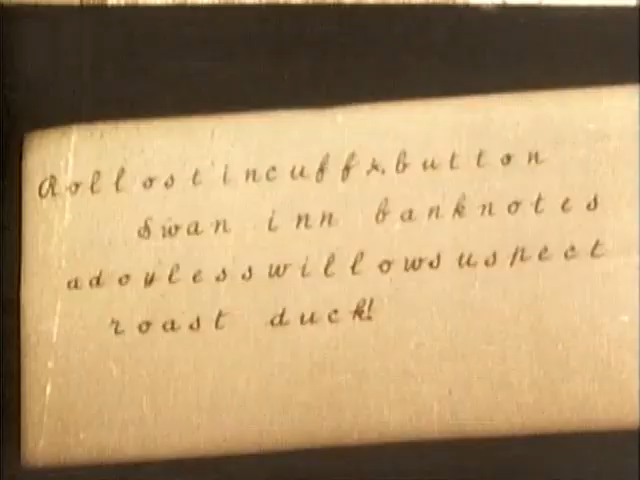 Rollostincuff&button
Swan inn banknotes
adoylesswillowsuspect
roast duck!